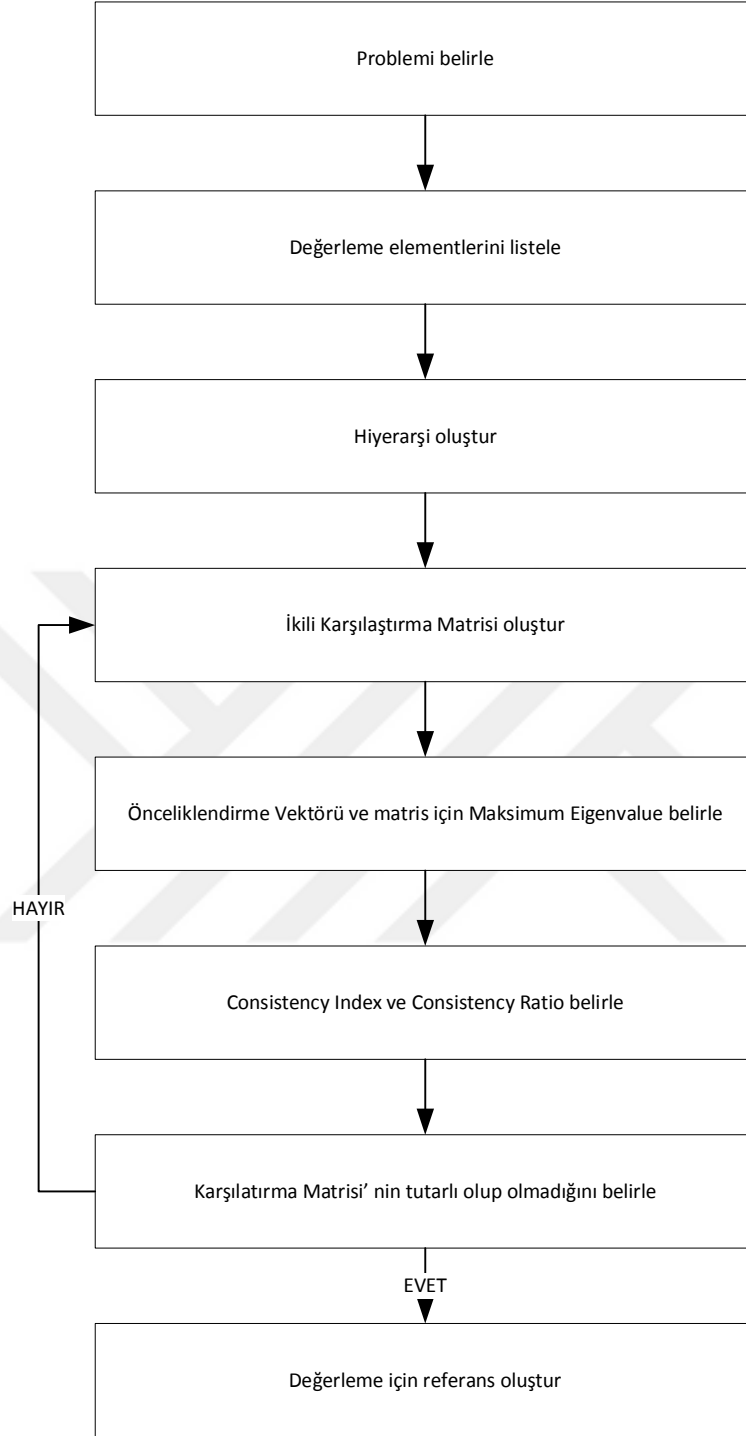 Problemi belirle
Değerleme elementlerini listele
Hiyerarşi oluştur
İkili Karşılaştırma Matrisi oluştur
Önceliklendirme Vektörü ve matris için Maksimum Eigenvalue belirle
HAYIR
Consistency Index ve Consistency Ratio belirle
Karşılatırma Matrisi’ nin tutarlı olup olmadığını belirle
EVET
Değerleme için referans oluştur